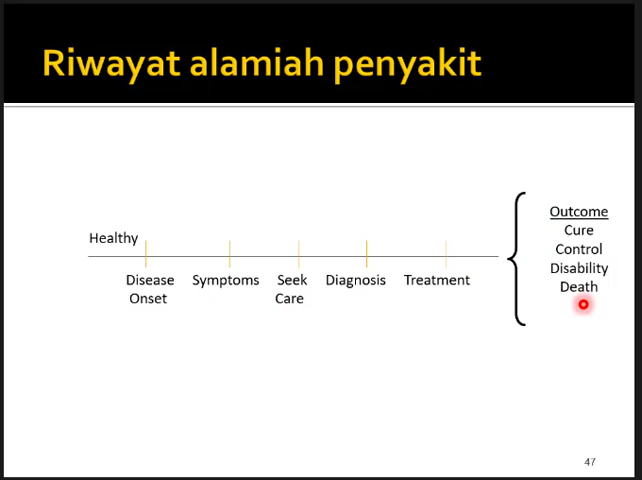 Riwayat alamiah penyakit
Healthy
Disease
Onset
Symptoms
Seek
Care
Diagnosis
Treatment
Outcome
Cure
Control
Disability
Death
47